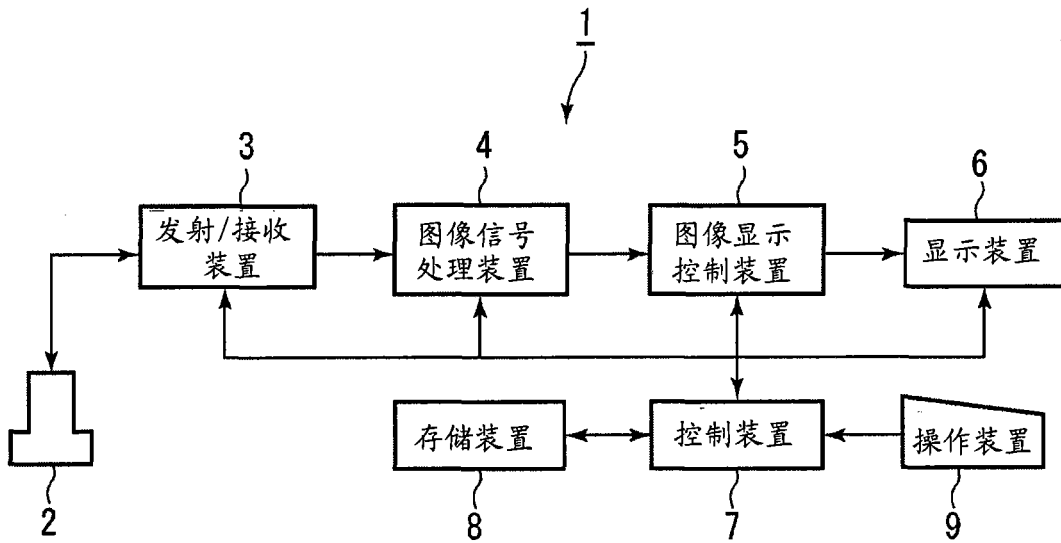 1
3
4
5
6
发射/接收
装置
图像信号
处理装置
图像显示
控制装置
显示装置
存储装置
控制装置
操作装置
2
8
7
9